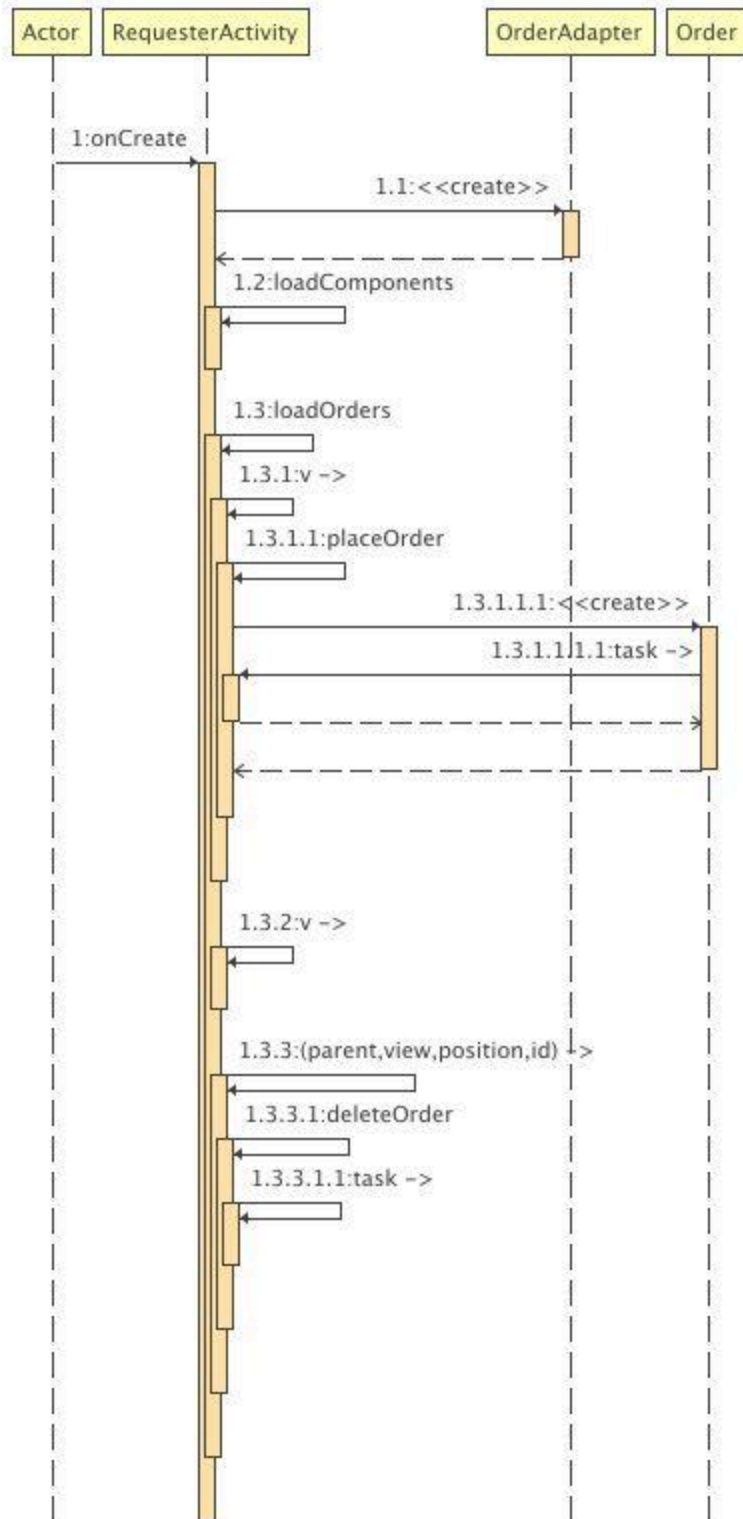 Actor RequesterActivity OrderAdapter Order
1:onCreate
1.1:<<create>>
1.2:loadComponents
1.3:loadOrders
1.3.1:v ->
1.3.1.1:placeOrder
1.3.1.1.1:<<create>>
1.3.1.1.1.1:task ->
1.3.2:v ->
1.3.3:(parent,view,position,id) ->
1.3.3.1:deleteOrder
1.3.3.1.1:task ->